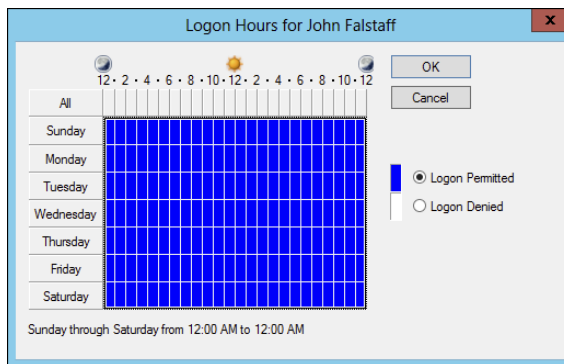 Logon Hours for John Falstaff
x
12 · 2 · 4 · 6 · 8 · 10 · 12 · 2 · 4 · 6 · 8 · 10 · 12
OK
Cancel
All
Sunday
Monday
Tuesday
Wednesday
Thursday
Friday
Saturday
Logon Permitted
Logon Denied
Sunday through Saturday from 12:00 AM to 12:00 AM